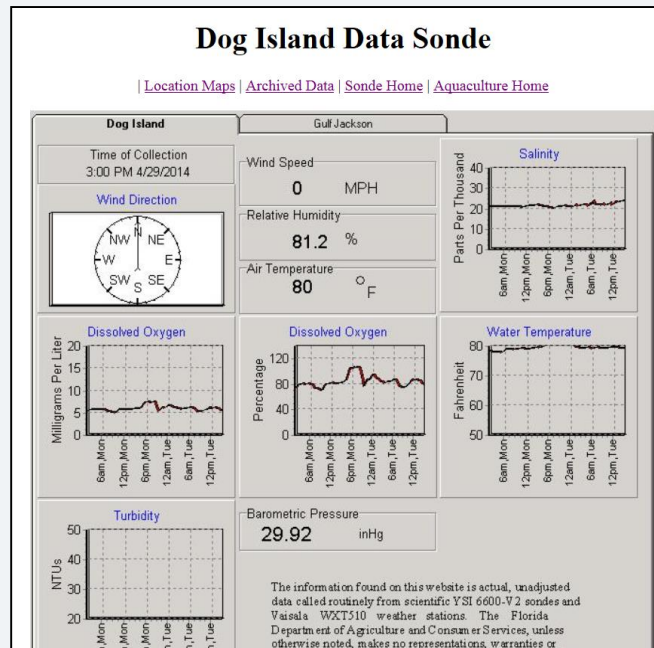 Dog Island Data Sonde
| Location Maps | Archived Data | Sonde Home | Aquaculture Home
Dog Island
Gulf Jackson
Time of Collection
3:00 PM 4/29/2014
Wind Direction
N
NE
E
SE
S
SW
W
NW
Wind Speed
0 MPH
Relative Humidity
81.2 %
Air Temperature
80 °F
Salinity
Parts Per Thousand
40
30
20
10
0
6am,Mon
12pm,Mon
6pm,Mon
12am,Tue
6am,Tue
12pm,Tue
Dissolved Oxygen
Milligrams Per Liter
20
15
10
5
0
6am,Mon
12pm,Mon
6pm,Mon
12am,Tue
6am,Tue
12pm,Tue
Dissolved Oxygen
Percentage
120
80
40
0
6am,Mon
12pm,Mon
6pm,Mon
12am,Tue
6am,Tue
12pm,Tue
Water Temperature
Fahrenheit
80
70
60
50
6am,Mon
12pm,Mon
6pm,Mon
12am,Tue
6am,Tue
12pm,Tue
Turbidity
NTUs
50
40
30
20
Mon
Mon
Mon
Tue
Tue
Tue
Barometric Pressure
29.92 inHg
The information found on this website is actual, unadjusted
data called routinely from scientific YSI 6600-V2 sondes and
Vaisala WXT510 weather stations. The Florida
Department of Agriculture and Consumer Services, unless
otherwise noted, makes no representations, warranties or